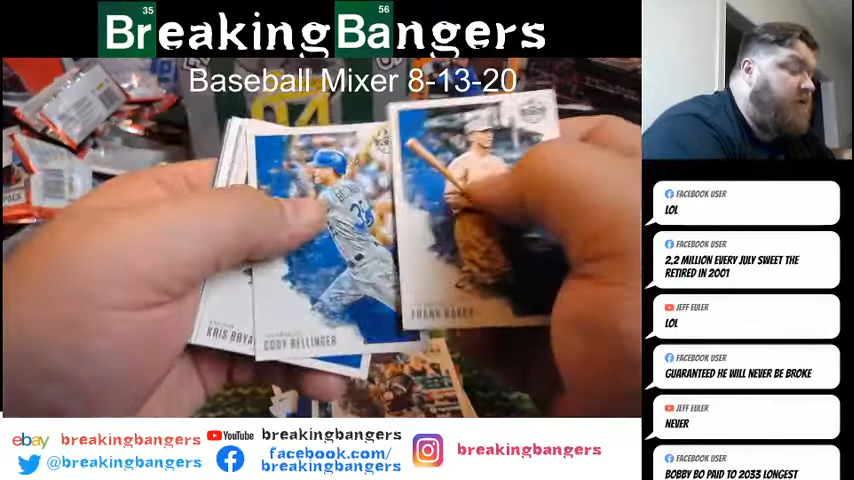 35
56
BreakingBangers
Baseball Mixer 8-13-20
KRIS BRYA
CODY BELLINGER
FRANK BAKER
FACEBOOK USER
LOL
FACEBOOK USER
2,2 MILLION EVERY JULY SWEET THE
RETIRED IN 2001
JEFF EULER
LOL
FACEBOOK USER
GUARANTEED HE WILL NEVER BE BROKE
JEFF EULER
NEVER
FACEBOOK USER
BOBBY BO PAID TO 2033 LONGEST
ebay breakingbangers
YouTube breakingbangers
@breakingbangers
facebook.com/
breakingbangers
breakingbangers